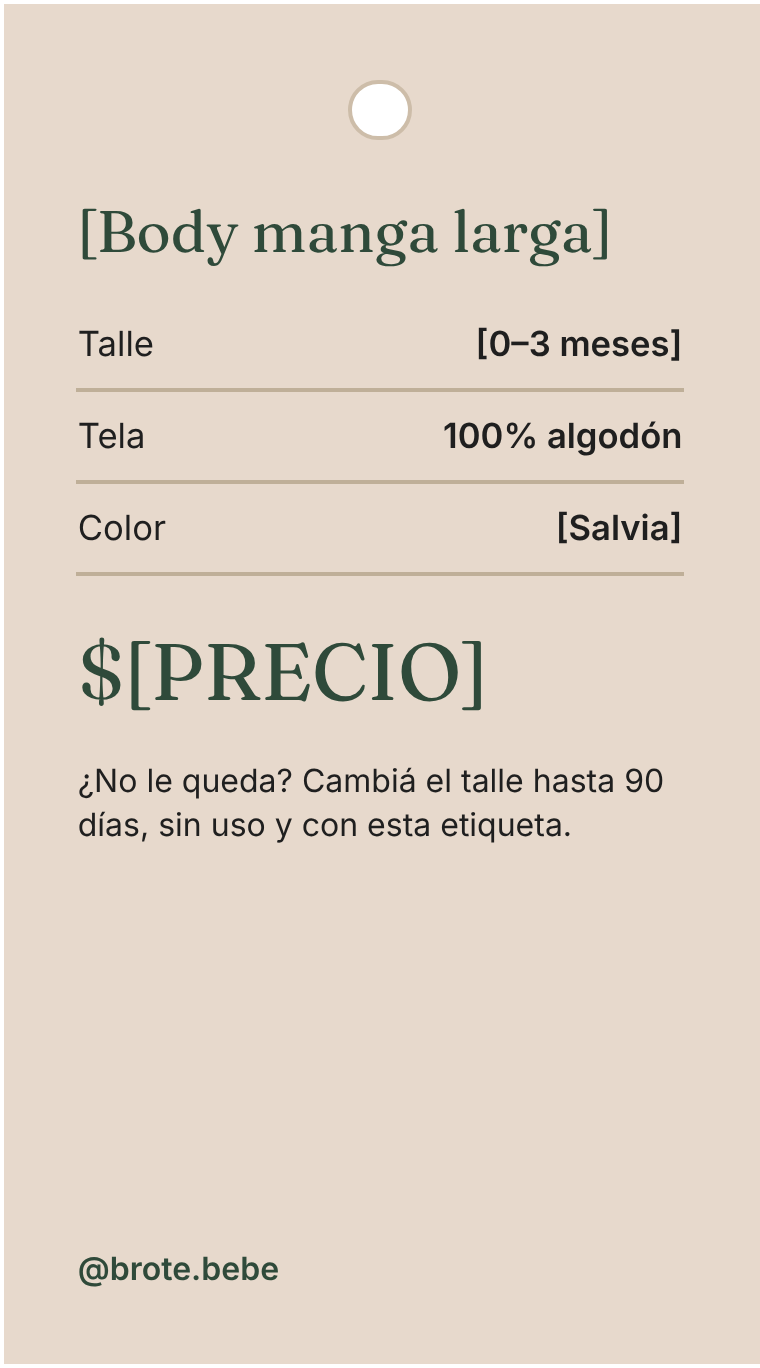 [Body manga larga]
Talle [0–3 meses]
Tela 100% algodón
Color [Salvia]
$[PRECIO]
¿No le queda? Cambiá el talle hasta 90
días, sin uso y con esta etiqueta.
@brote.bebe